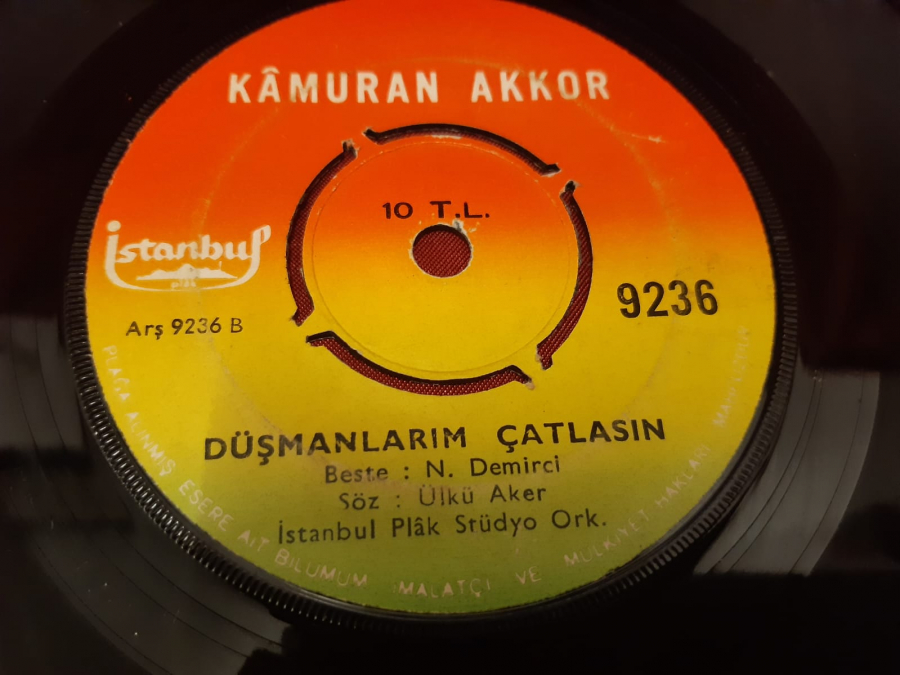 KÂMURAN AKKOR
10 T.L.
İstanbul
plâk
9236
Arş 9236 B
DÜŞMANLARIM ÇATLASIN
Beste : N. Demirci
Söz : Ülkü Aker
İstanbul Plâk Stüdyo Ork.
PLAĞA ALINMIŞ ESERE AİT BİLUMUM MALATÇI VE MÜLKİYET HAKLARI